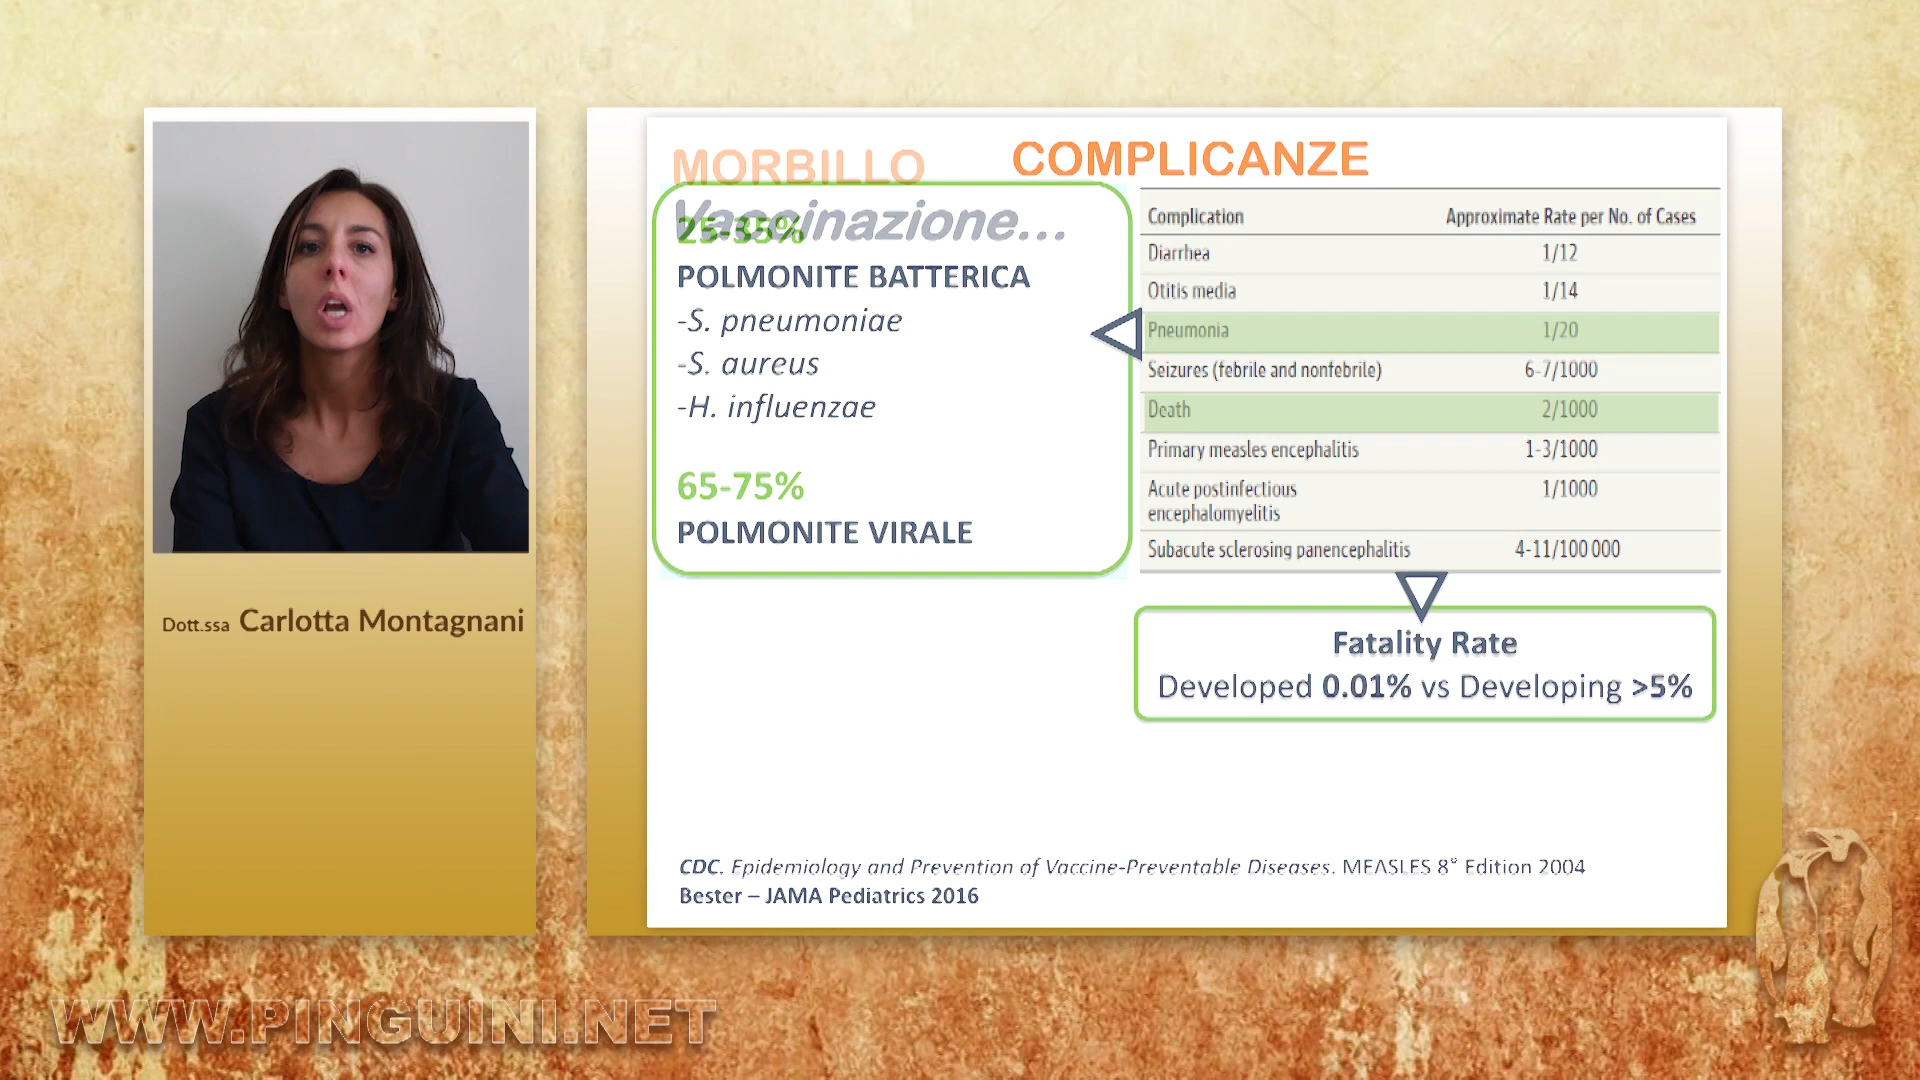 MORBILLO
COMPLICANZE
Vaccinazione...
25-35%
POLMONITE BATTERICA
-S. pneumoniae
-S. aureus
-H. influenzae
65-75%
POLMONITE VIRALE
Complication Approximate Rate per No. of Cases
Diarrhea 1/12
Otitis media 1/14
Pneumonia 1/20
Seizures (febrile and nonfebrile) 6-7/1000
Death 2/1000
Primary measles encephalitis 1-3/1000
Acute postinfectious 1/1000
encephalomyelitis
Subacute sclerosing panencephalitis 4-11/100 000
Fatality Rate
Developed 0.01% vs Developing >5%
CDC. Epidemiology and Prevention of Vaccine-Preventable Diseases. MEASLES 8° Edition 2004
Bester – JAMA Pediatrics 2016
Dott.ssa Carlotta Montagnani
WWW.PINGUINI.NET